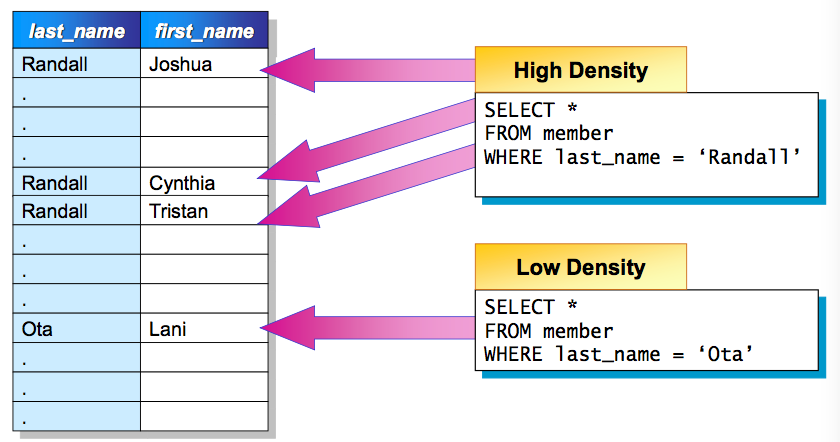 last_name first_name
Randall Joshua
.
.
.
Randall Cynthia
Randall Tristan
.
.
.
Ota Lani
.
.
.
High Density
SELECT *
FROM member
WHERE last_name = ‘Randall’
Low Density
SELECT *
FROM member
WHERE last_name = ‘Ota’